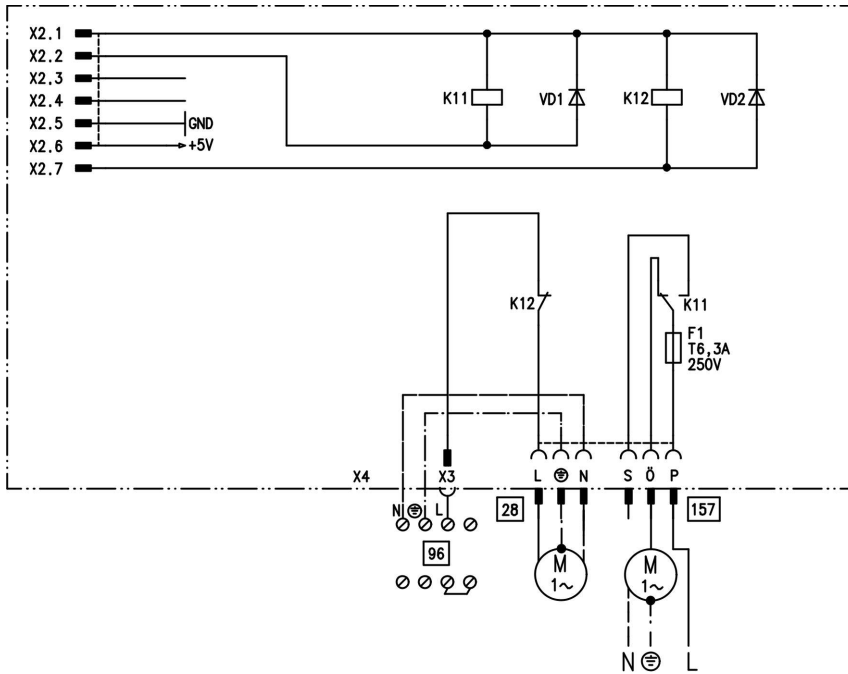 X2.1
X2.2
X2.3
X2.4
X2.5 GND
X2.6 +5V
X2.7
K11 VD1 K12 VD2
K12 K11
F1
T6,3A
250V
X4 X3 L N S Ö P
N L 28 157
96
M
1~
M
1~
N L